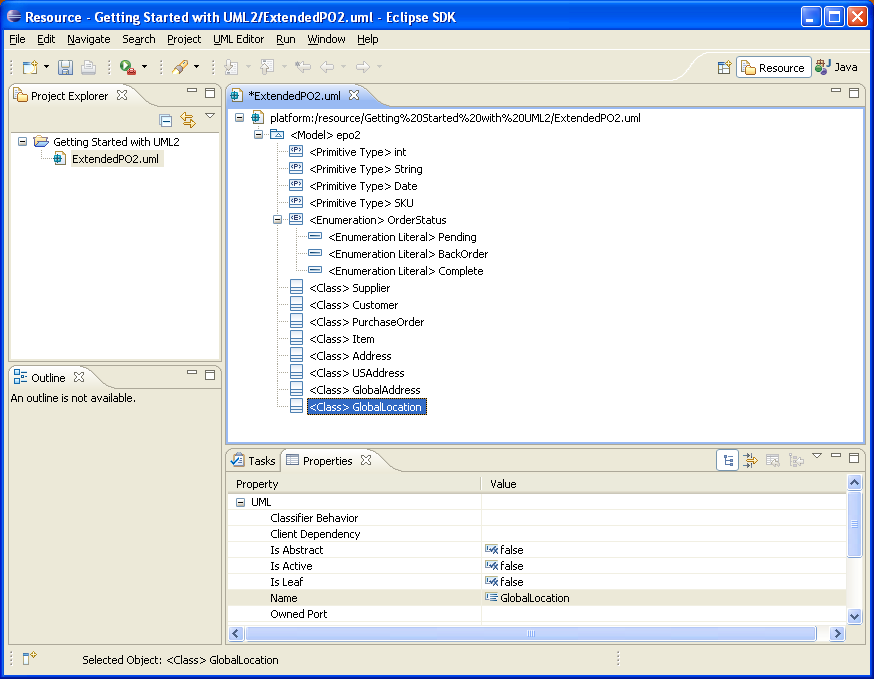 Resource - Getting Started with UML2/ExtendedPO2.uml - Eclipse SDK
File Edit Navigate Search Project UML Editor Run Window Help
Resource Java
Project Explorer
Getting Started with UML2
ExtendedPO2.uml
*ExtendedPO2.uml
platform:/resource/Getting%20Started%20with%20UML2/ExtendedPO2.uml
<Model> epo2
<Primitive Type> int
<Primitive Type> String
<Primitive Type> Date
<Primitive Type> SKU
<Enumeration> OrderStatus
<Enumeration Literal> Pending
<Enumeration Literal> BackOrder
<Enumeration Literal> Complete
<Class> Supplier
<Class> Customer
<Class> PurchaseOrder
<Class> Item
<Class> Address
<Class> USAddress
<Class> GlobalAddress
<Class> GlobalLocation
Outline
An outline is not available.
Tasks Properties
Property Value
UML
Classifier Behavior
Client Dependency
Is Abstract false
Is Active false
Is Leaf false
Name GlobalLocation
Owned Port
Selected Object: <Class> GlobalLocation